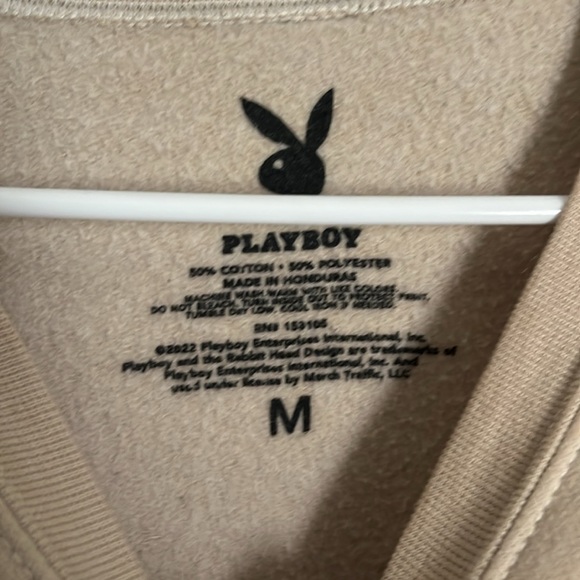 PLAYBOY
50% COTTON • 50% POLYESTER
MADE IN HONDURAS
MACHINE WASH WARM WITH LIKE COLORS.
DO NOT BLEACH. TURN INSIDE OUT TO PROTECT PRINT.
TUMBLE DRY LOW. COOL IRON IF NEEDED.
RN# 153105
©2022 Playboy Enterprises International, Inc.
Playboy and the Rabbit Head Design are trademarks of
Playboy Enterprises International, Inc. And
used under license by Merch Traffic, LLC
M